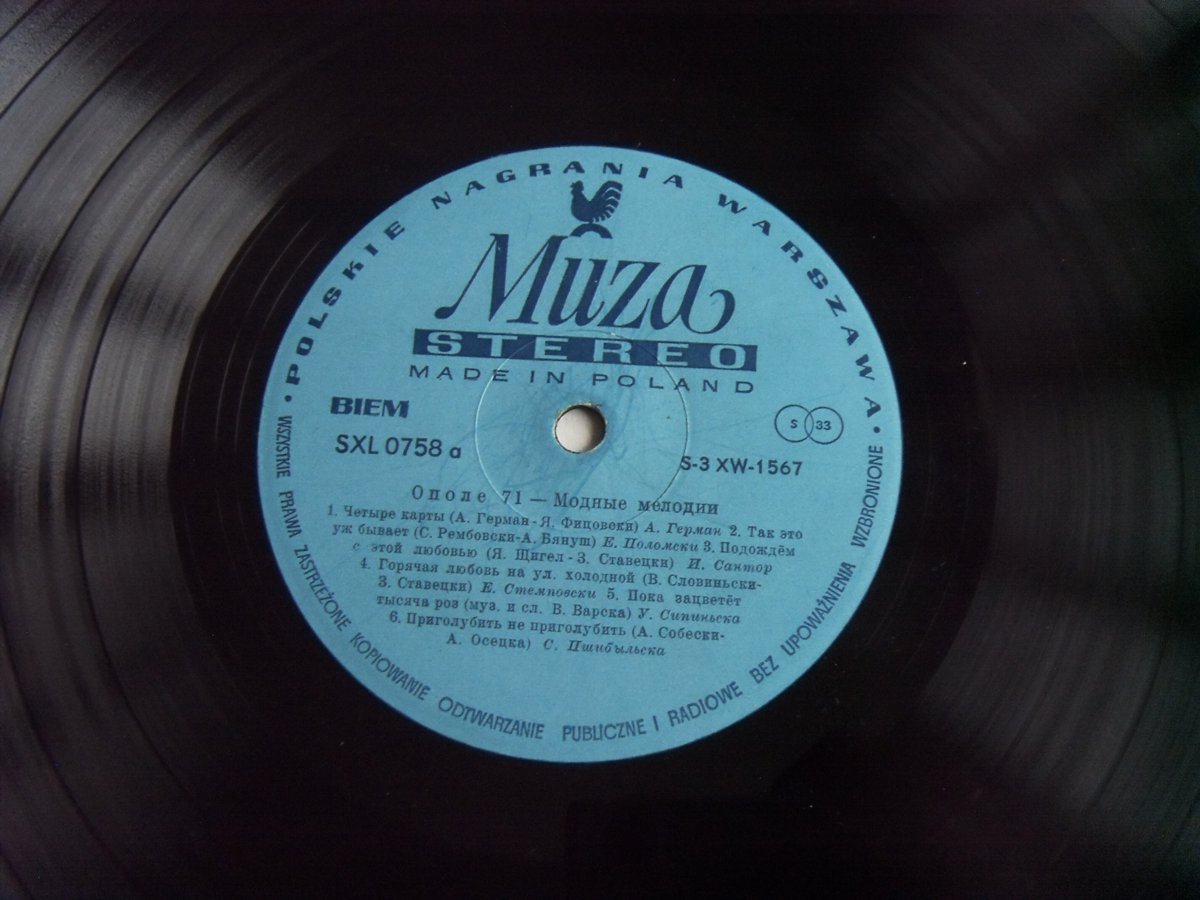 • POLSKIE NAGRANIA WARSZAWA •
Muza
STEREO
MADE IN POLAND
BIEM
S 33
SXL 0758 a
S-3 XW-1567
Ополе 71 — Модные мелодии
1. Четыре карты (А. Герман - Я. Фицовски) А. Герман 2. Так это
уж бывает (С. Рембовски-А. Вянуш) Е. Поломски 3. Подождём
с этой любовью (Я. Щигел - З. Ставецки) И. Сантор
4. Горячая любовь на ул. холодной (В. Словиньски-
З. Ставецки) Е. Стемповски 5. Пока зацветёт
тысяча роз (муз. и сл. В. Варска) У. Сипиньска
6. Приголубить не приголубить (А. Собески-
А. Осецка) С. Пшибыльска
WSZYSTKIE PRAWA ZASTRZEŻONE KOPIOWANIE ODTWARZANIE PUBLICZNE I RADIOWE BEZ UPOWAŻNIENIA WZBRONIONE